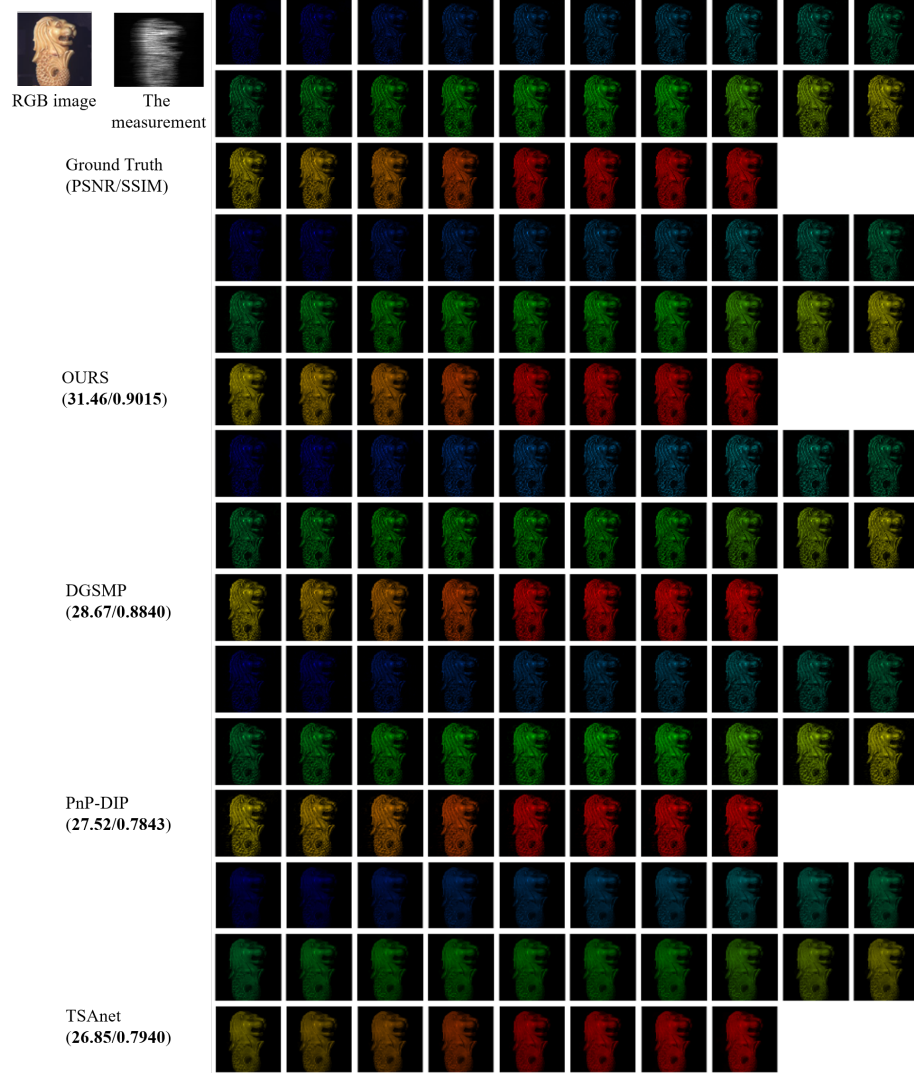 RGB image
The
measurement
Ground Truth
(PSNR/SSIM)
OURS
(31.46/0.9015)
DGSMP
(28.67/0.8840)
PnP-DIP
(27.52/0.7843)
TSAnet
(26.85/0.7940)